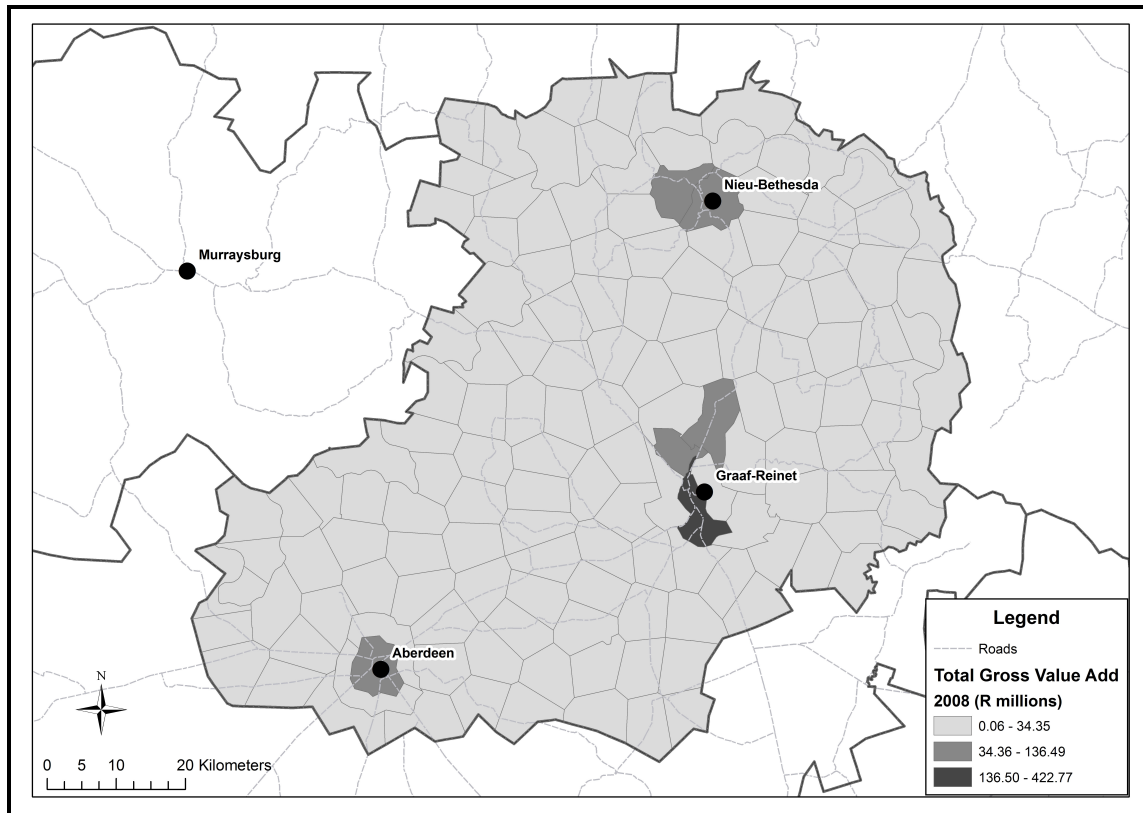 Nieu-Bethesda
Murraysburg
Graaf-Reinet
Aberdeen
N
0 5 10 20 Kilometers
Legend
Roads
Total Gross Value Add
2008 (R millions)
0.06 - 34.35
34.36 - 136.49
136.50 - 422.77